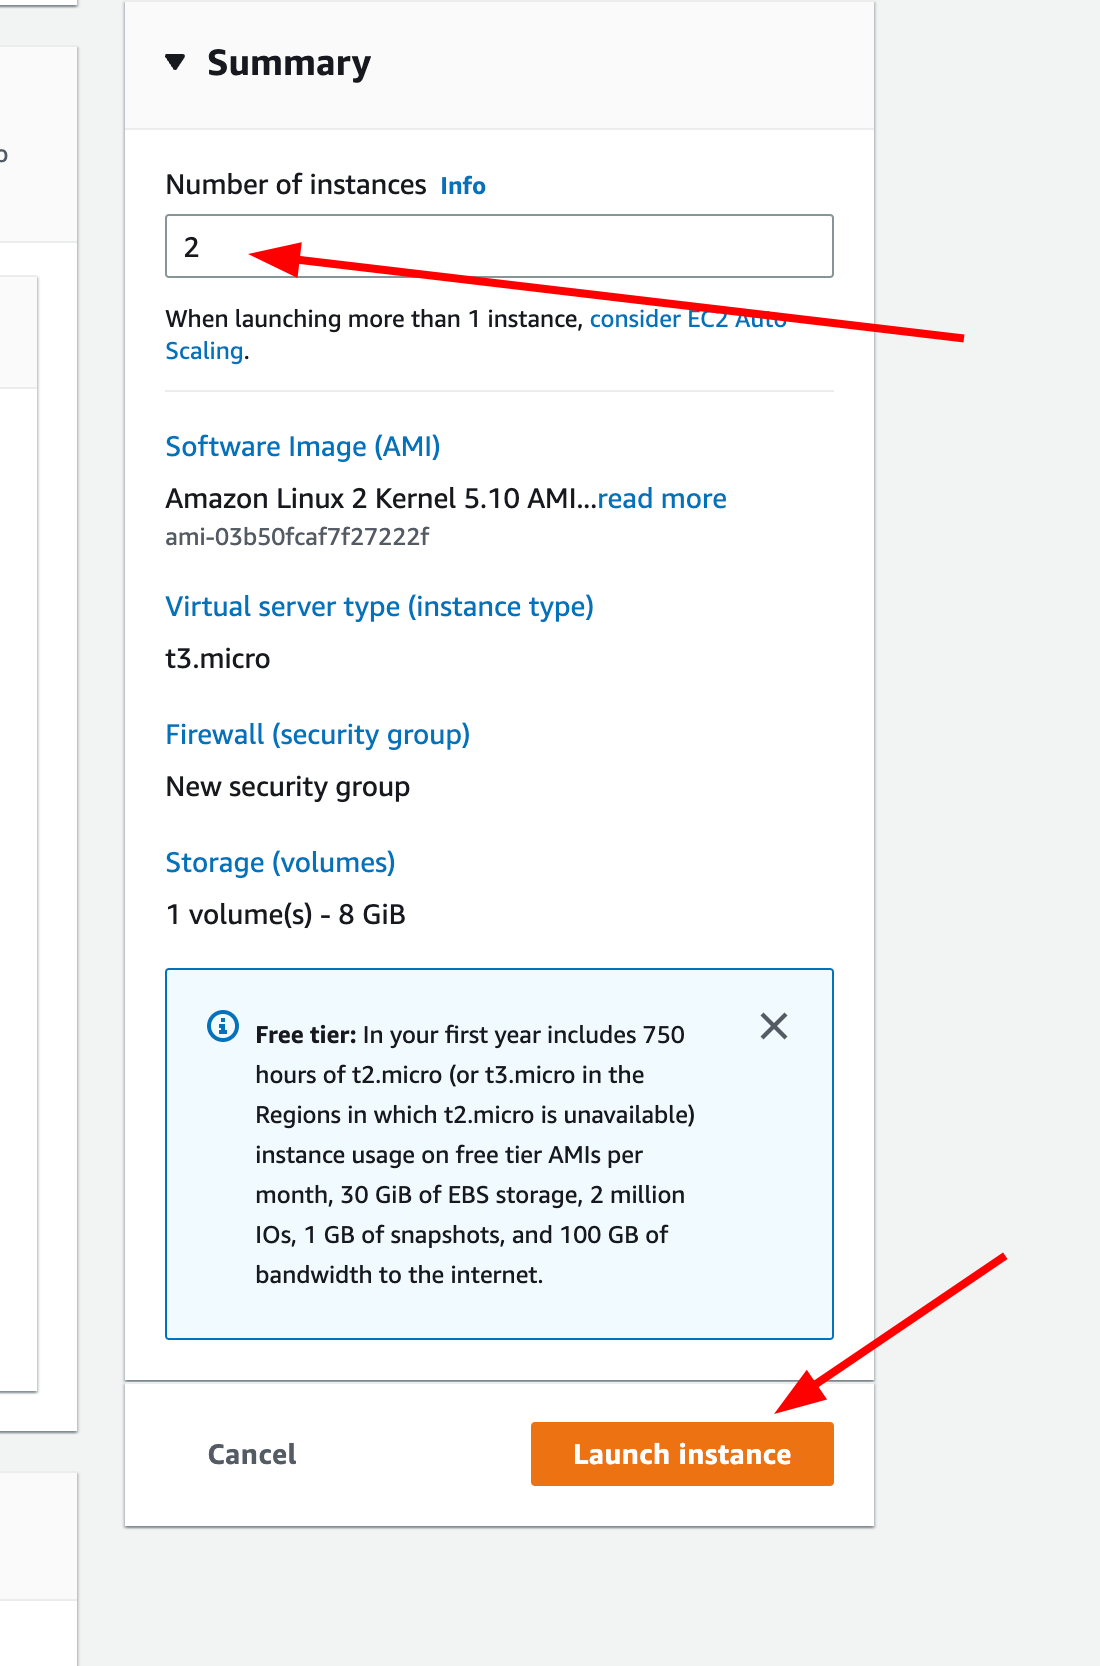 Summary
Number of instances Info
2
When launching more than 1 instance, consider EC2 Auto
Scaling.
Software Image (AMI)
Amazon Linux 2 Kernel 5.10 AMI...read more
ami-03b50fcaf7f27222f
Virtual server type (instance type)
t3.micro
Firewall (security group)
New security group
Storage (volumes)
1 volume(s) - 8 GiB
Free tier: In your first year includes 750
hours of t2.micro (or t3.micro in the
Regions in which t2.micro is unavailable)
instance usage on free tier AMIs per
month, 30 GiB of EBS storage, 2 million
IOs, 1 GB of snapshots, and 100 GB of
bandwidth to the internet.
Cancel
Launch instance